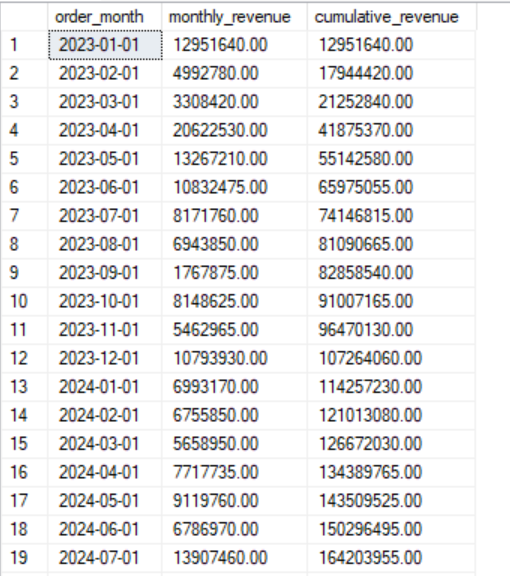 order_month monthly_revenue cumulative_revenue
1 2023-01-01 12951640.00 12951640.00
2 2023-02-01 4992780.00 17944420.00
3 2023-03-01 3308420.00 21252840.00
4 2023-04-01 20622530.00 41875370.00
5 2023-05-01 13267210.00 55142580.00
6 2023-06-01 10832475.00 65975055.00
7 2023-07-01 8171760.00 74146815.00
8 2023-08-01 6943850.00 81090665.00
9 2023-09-01 1767875.00 82858540.00
10 2023-10-01 8148625.00 91007165.00
11 2023-11-01 5462965.00 96470130.00
12 2023-12-01 10793930.00 107264060.00
13 2024-01-01 6993170.00 114257230.00
14 2024-02-01 6755850.00 121013080.00
15 2024-03-01 5658950.00 126672030.00
16 2024-04-01 7717735.00 134389765.00
17 2024-05-01 9119760.00 143509525.00
18 2024-06-01 6786970.00 150296495.00
19 2024-07-01 13907460.00 164203955.00